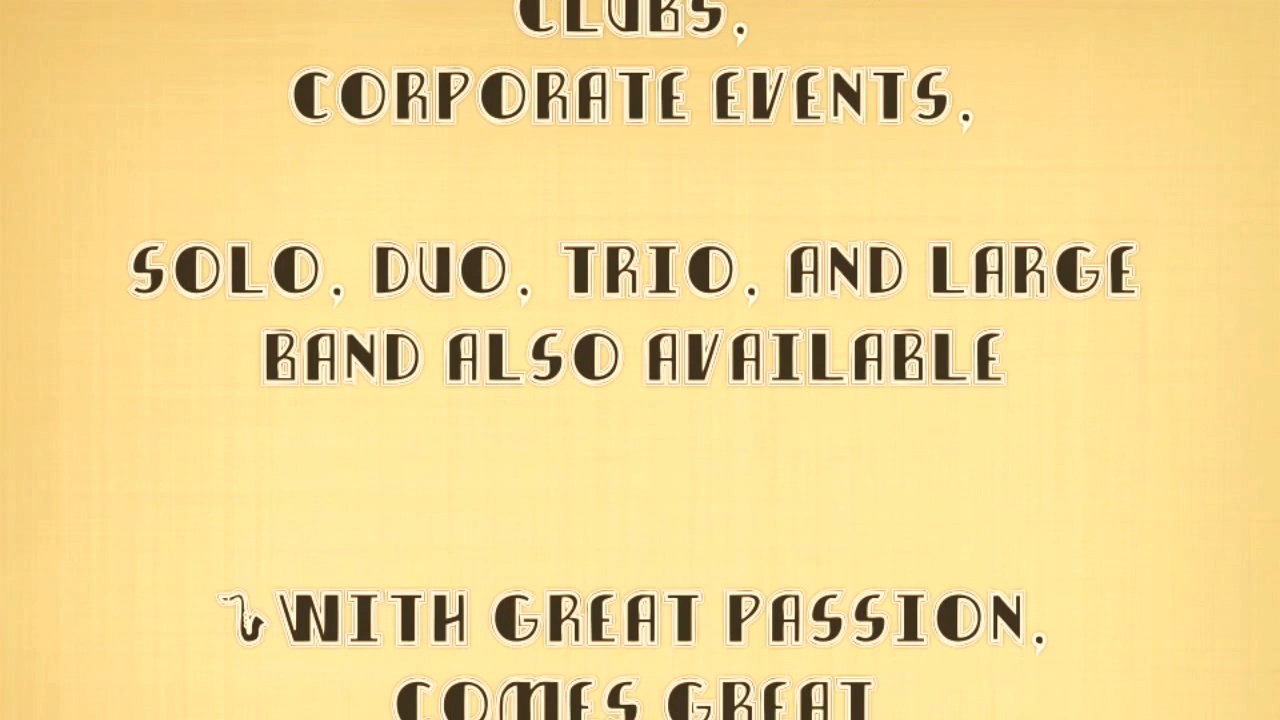 CLUBS,
CORPORATE EVENTS,
SOLO, DUO, TRIO, AND LARGE
BAND ALSO AVAILABLE
WITH GREAT PASSION,
COMES GREAT